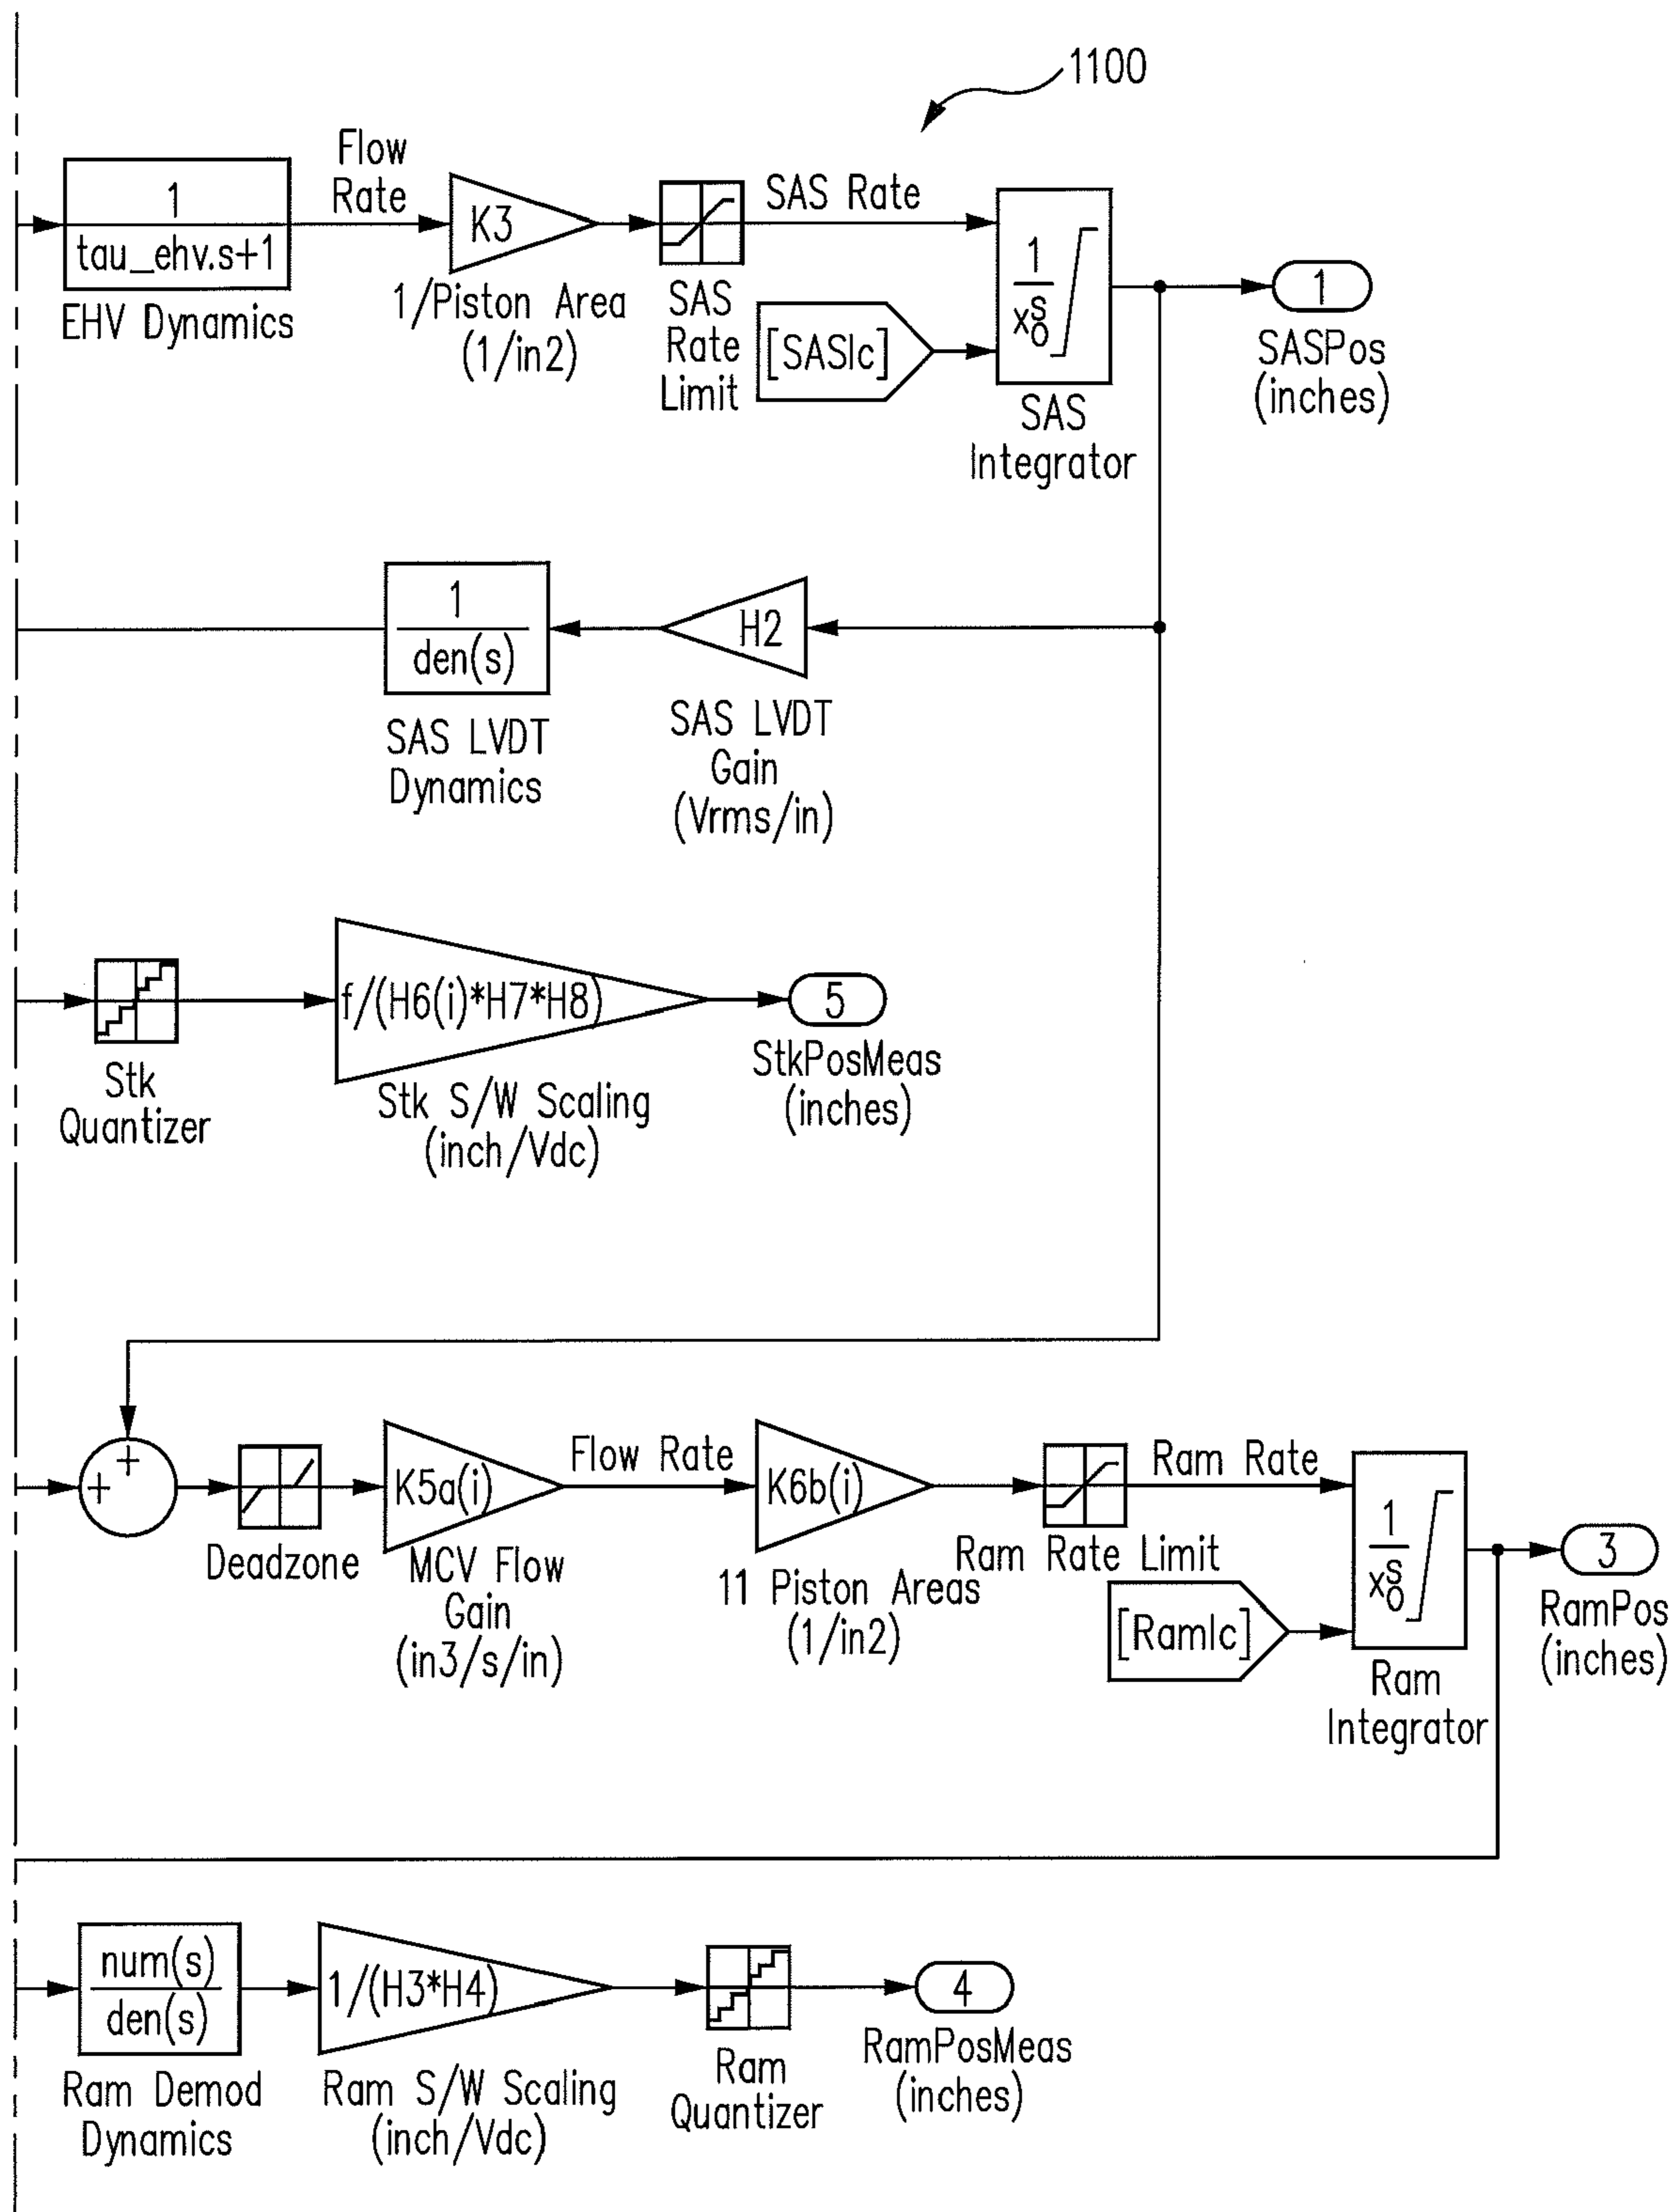 1100
Flow
Rate
1
tau_ehv.s+1
EHV Dynamics
K3
1/Piston Area
(1/in2)
SAS
Rate
Limit
SAS Rate
[SASIc]
1
s
xo
SAS
Integrator
1
SASPos
(inches)
1
den(s)
SAS LVDT
Dynamics
H2
SAS LVDT
Gain
(Vrms/in)
Stk
Quantizer
f/(H6(i)*H7*H8)
Stk S/W Scaling
(inch/Vdc)
5
StkPosMeas
(inches)
+
+
Deadzone
K5a(i)
MCV Flow
Gain
(in3/s/in)
Flow Rate
K6b(i)
11 Piston Areas
(1/in2)
Ram Rate Limit
Ram Rate
[RamIc]
1
s
xo
Ram
Integrator
3
RamPos
(inches)
num(s)
den(s)
Ram Demod
Dynamics
1/(H3*H4)
Ram S/W Scaling
(inch/Vdc)
Ram
Quantizer
4
RamPosMeas
(inches)